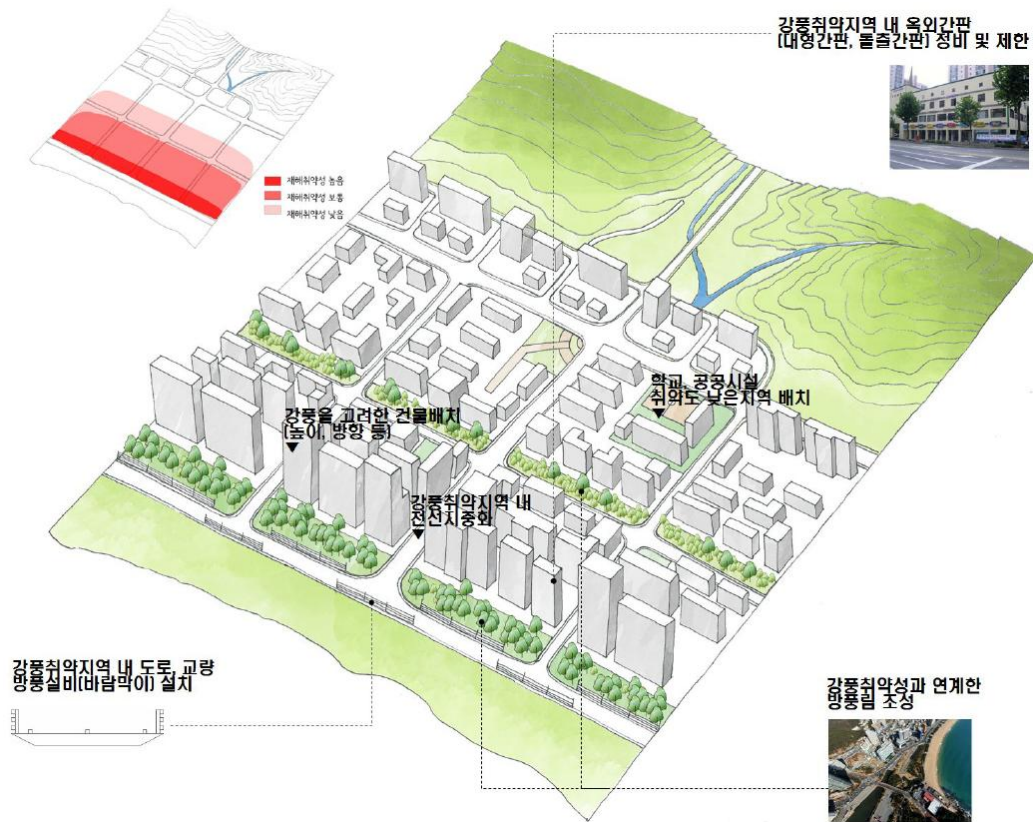 강풍취약지역 내 옥외간판
(대형간판, 돌출간판) 정비 및 제한
재해취약성 높음
재해취약성 보통
재해취약성 낮음
학교, 공공시설
취약도 낮은지역 배치
강풍을 고려한 건물배치
(높이, 방향 등)
강풍취약지역 내
전선지중화
강풍취약지역 내 도로, 교량
방풍설비(바람막이) 설치
강풍취약성과 연계한
방풍림 조성